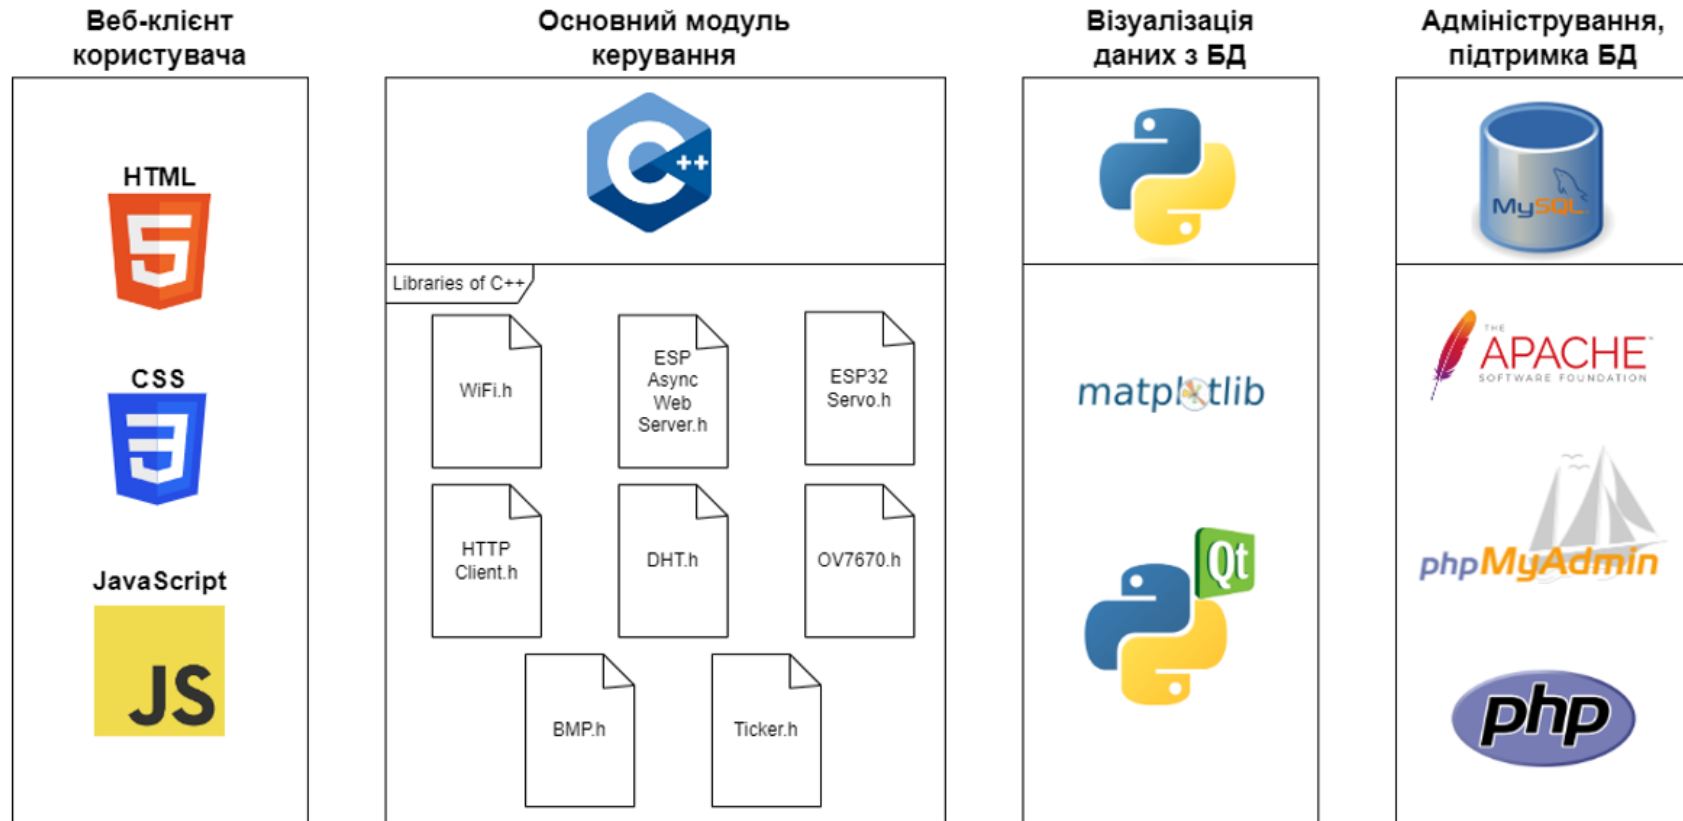 Веб-клієнт
користувача
HTML
CSS
JavaScript
JS
Основний модуль
керування
C++
Libraries of C++
WiFi.h
ESP
Async
Web
Server.h
ESP32
Servo.h
HTTP
Client.h
DHT.h
OV7670.h
BMP.h
Ticker.h
Візуалізація
даних з БД
matplotlib
Qt
Адміністрування,
підтримка БД
MySQL
THE
APACHE
SOFTWARE FOUNDATION
phpMyAdmin
php